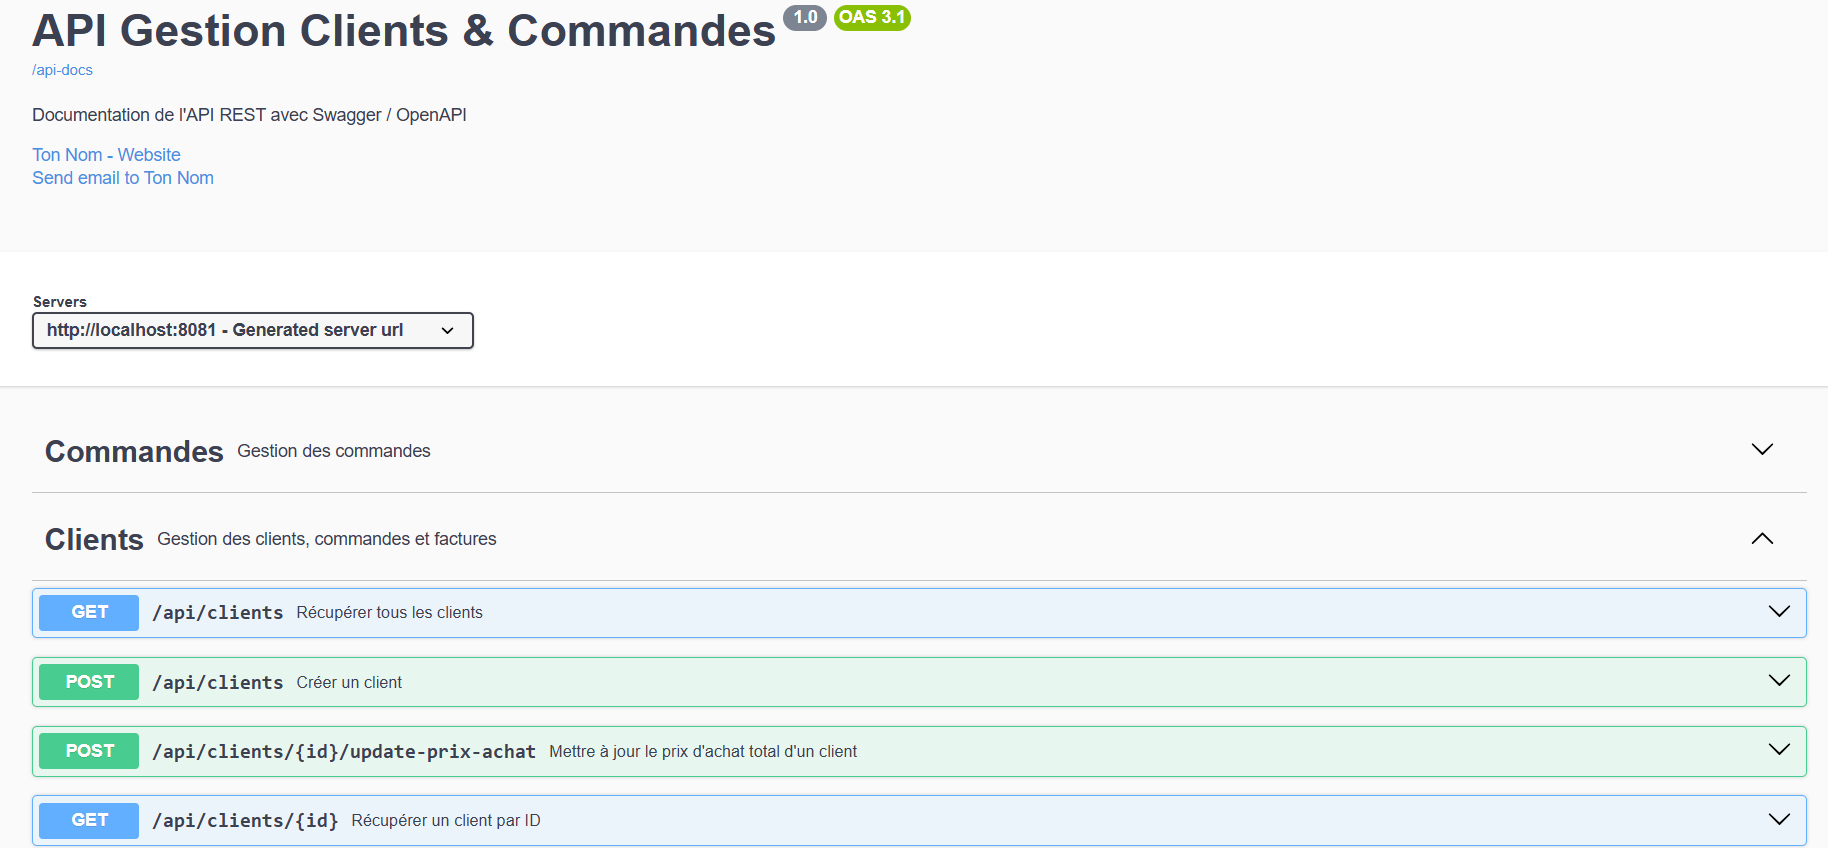 API Gestion Clients & Commandes 1.0 OAS 3.1
/api-docs
Documentation de l'API REST avec Swagger / OpenAPI
Ton Nom - Website
Send email to Ton Nom
Servers
http://localhost:8081 - Generated server url
Commandes Gestion des commandes
Clients Gestion des clients, commandes et factures
GET /api/clients Récupérer tous les clients
POST /api/clients Créer un client
POST /api/clients/{id}/update-prix-achat Mettre à jour le prix d'achat total d'un client
GET /api/clients/{id} Récupérer un client par ID